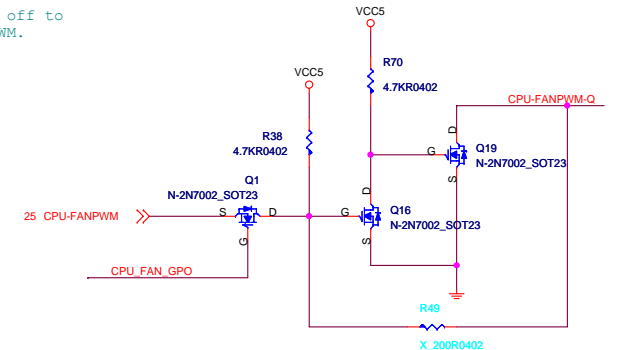 off to
WM.
VCC5
R70
4.7KR0402
VCC5
CPU-FANPWM-Q
R38
4.7KR0402
D
G
Q19
N-2N7002_SOT23
S
Q1
N-2N7002_SOT23
D
Q16
N-2N7002_SOT23
25 CPU-FANPWM
S
D
G
G
S
CPU_FAN_GPO
R49
X_200R0402